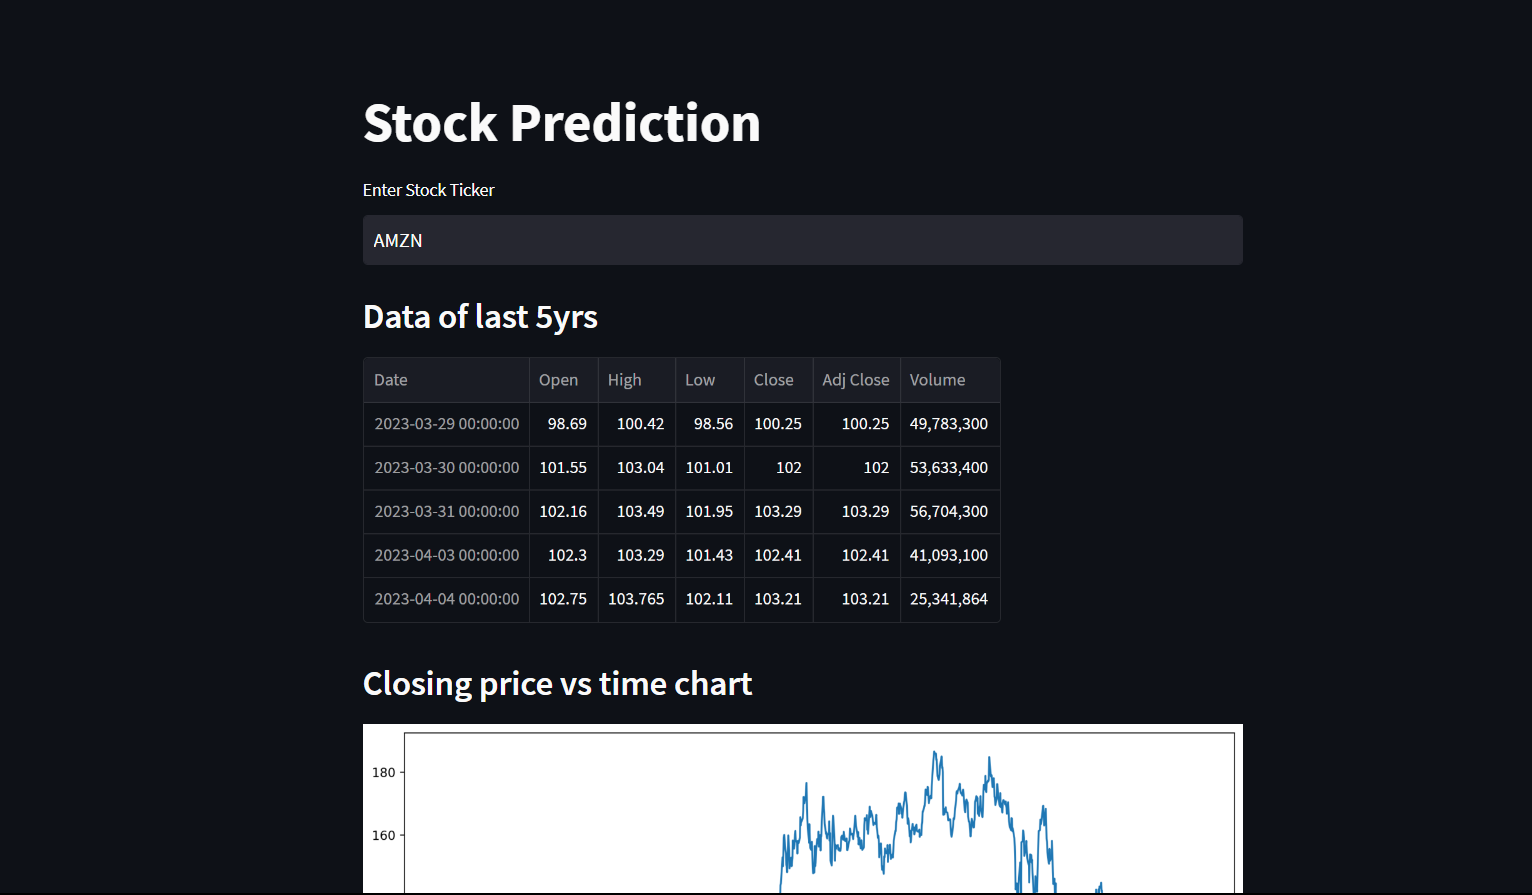 Stock Prediction
Enter Stock Ticker
AMZN
Data of last 5yrs
Date Open High Low Close Adj Close Volume
2023-03-29 00:00:00 98.69 100.42 98.56 100.25 100.25 49,783,300
2023-03-30 00:00:00 101.55 103.04 101.01 102 102 53,633,400
2023-03-31 00:00:00 102.16 103.49 101.95 103.29 103.29 56,704,300
2023-04-03 00:00:00 102.3 103.29 101.43 102.41 102.41 41,093,100
2023-04-04 00:00:00 102.75 103.765 102.11 103.21 103.21 25,341,864
Closing price vs time chart
180
160